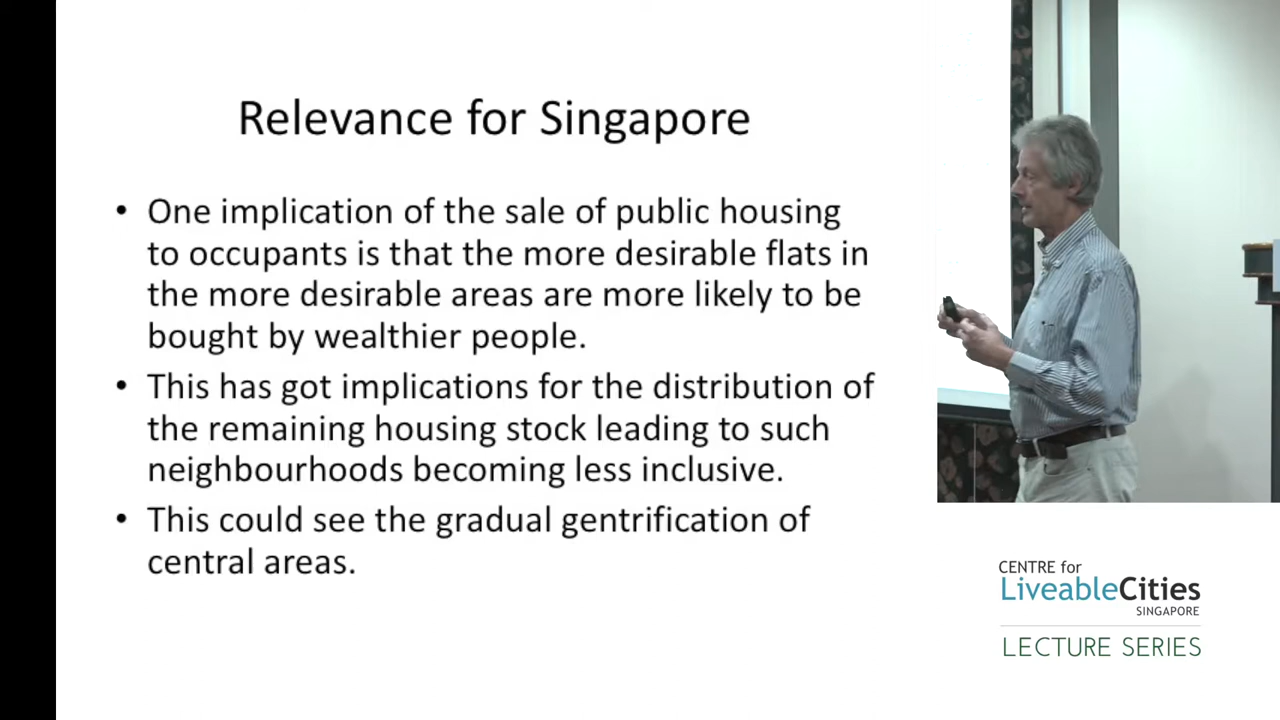 Relevance for Singapore
• One implication of the sale of public housing
to occupants is that the more desirable flats in
the more desirable areas are more likely to be
bought by wealthier people.
• This has got implications for the distribution of
the remaining housing stock leading to such
neighbourhoods becoming less inclusive.
• This could see the gradual gentrification of
central areas.
CENTRE for
LiveableCities
SINGAPORE
LECTURE SERIES